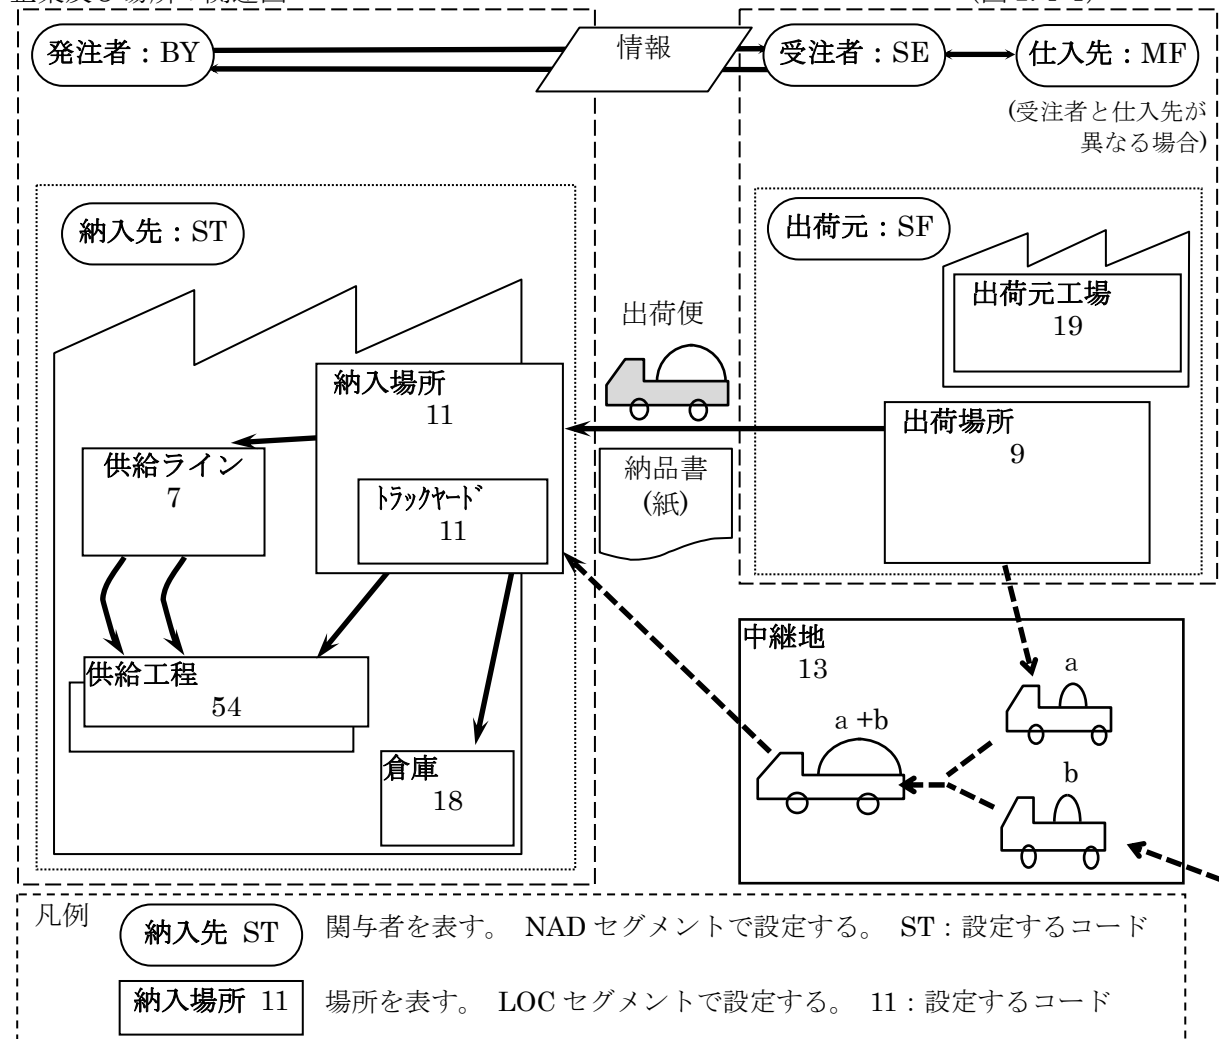 発注者：BY
情報
受注者：SE
仕入先：MF
(受注者と仕入先が
異なる場合)
納入先：ST
出荷元：SF
出荷元工場
19
出荷便
納入場所
11
出荷場所
9
供給ライン
7
ﾄﾗｯｸﾔｰﾄﾞ
11
納品書
(紙)
中継地
13
a
a +b
b
供給工程
54
倉庫
18
凡例
納入先 ST
関与者を表す。 NAD セグメントで設定する。 ST：設定するコード
納入場所 11
場所を表す。 LOC セグメントで設定する。 11：設定するコード